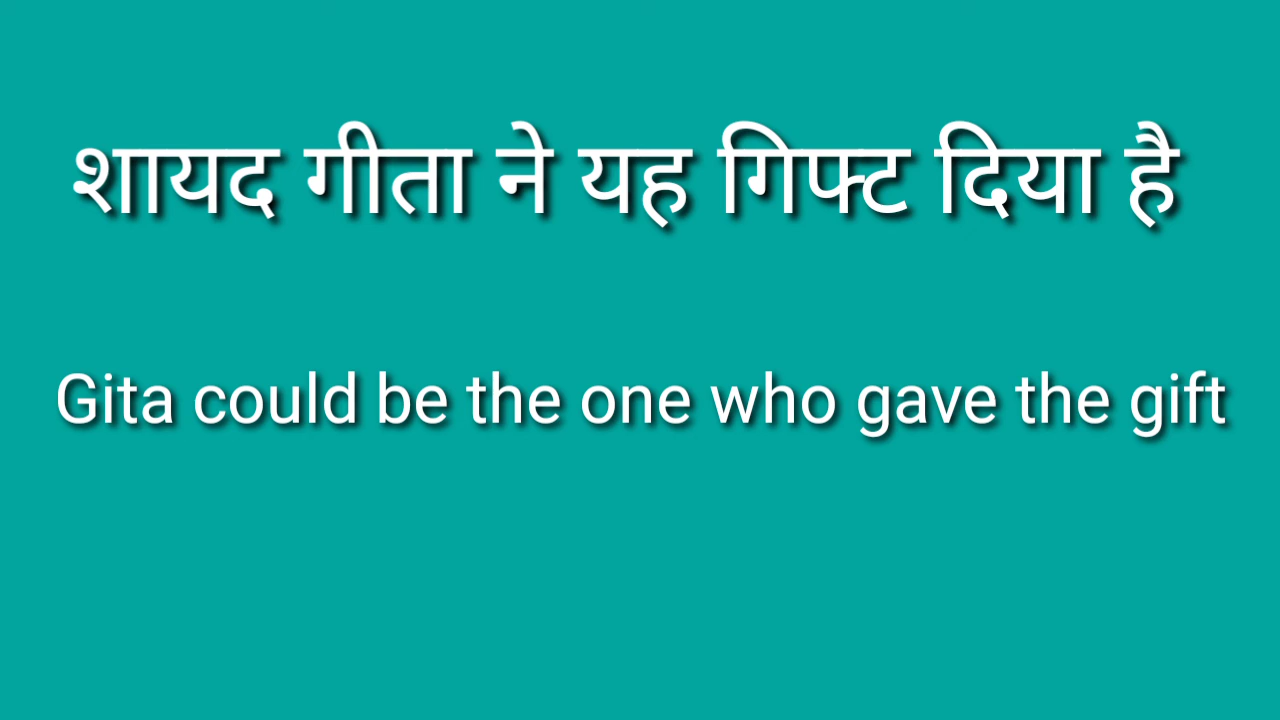 शायद गीता ने यह गिफ्ट दिया है
Gita could be the one who gave the gift